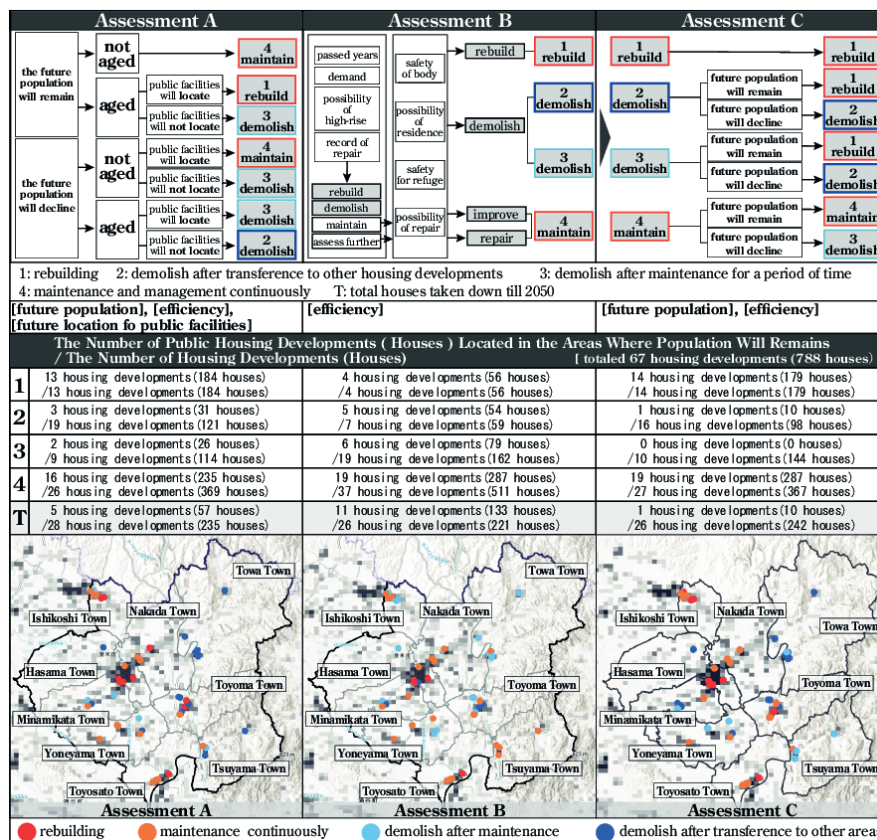 Assessment A
Assessment B
Assessment C
the future
population
will remain
not
aged
4
maintain
aged
public facilities
will locate
1
rebuild
public facilities
will not locate
3
demolish
the future
population
will decline
not
aged
public facilities
will locate
4
maintain
public facilities
will not locate
3
demolish
aged
public facilities
will locate
3
demolish
public facilities
will not locate
2
demolish
passed years
demand
possibility
of
high-rise
record of
repair
rebuild
demolish
maintain
assess further
safety
of body
possibility
of
residence
safety
for refuge
possibility
of repair
rebuild
demolish
improve
repair
1
rebuild
2
demolish
3
demolish
4
maintain
1
rebuild
1
rebuild
2
demolish
future population
will remain
1
rebuild
future population
will decline
2
demolish
3
demolish
future population
will remain
1
rebuild
future population
will decline
2
demolish
4
maintain
future population
will remain
4
maintain
future population
will decline
3
demolish
1: rebuilding 2: demolish after transference to other housing developments 3: demolish after maintenance for a period of time
4: maintenance and management continuously T: total houses taken down till 2050
[future population], [efficiency],
[future location fo public facilities]
[efficiency]
[future population], [efficiency]
The Number of Public Housing Developments ( Houses ) Located in the Areas Where Population Will Remains
/ The Number of Housing Developments (Houses) [ totaled 67 housing developments (788 houses)
1
13 housing developments(184 houses)
/13 housing developments(184 houses)
4 housing developments(56 houses)
/4 housing developments(56 houses)
14 housing developments(179 houses)
/14 housing developments(179 houses)
2
3 housing developments(31 houses)
/19 housing developments(121 houses)
5 housing developments(54 houses)
/7 housing developments(59 houses)
1 housing developments(10 houses)
/16 housing developments(98 houses)
3
2 housing developments(26 houses)
/9 housing developments(114 houses)
6 housing developments(79 houses)
/19 housing developments(162 houses)
0 housing developments(0 houses)
/10 housing developments(144 houses)
4
16 housing developments(235 houses)
/26 housing developments(369 houses)
19 housing developments(287 houses)
/37 housing developments(511 houses)
19 housing developments(287 houses)
/27 housing developments(367 houses)
T
5 housing developments(57 houses)
/28 housing developments(235 houses)
11 housing developments(133 houses)
/26 housing developments(221 houses)
1 housing developments(10 houses)
/26 housing developments(242 houses)
Towa Town
Nakada Town
Ishikoshi Town
Hasama Town
Toyoma Town
Minamikata Town
Yoneyama Town
Tsuyama Town
Toyosato Town
Assessment A
Towa Town
Nakada Town
Ishikoshi Town
Hasama Town
Toyoma Town
Minamikata Town
Yoneyama Town
Tsuyama Town
Toyosato Town
Assessment B
Nakada Town
Ishikoshi Town
Towa Town
Hasama Town
Toyoma Town
Minamikata Town
Yoneyama Town
Tsuyama Town
Toyosato Town
Assessment C
rebuilding
maintenance continuously
demolish after maintenance
demolish after transference to other area